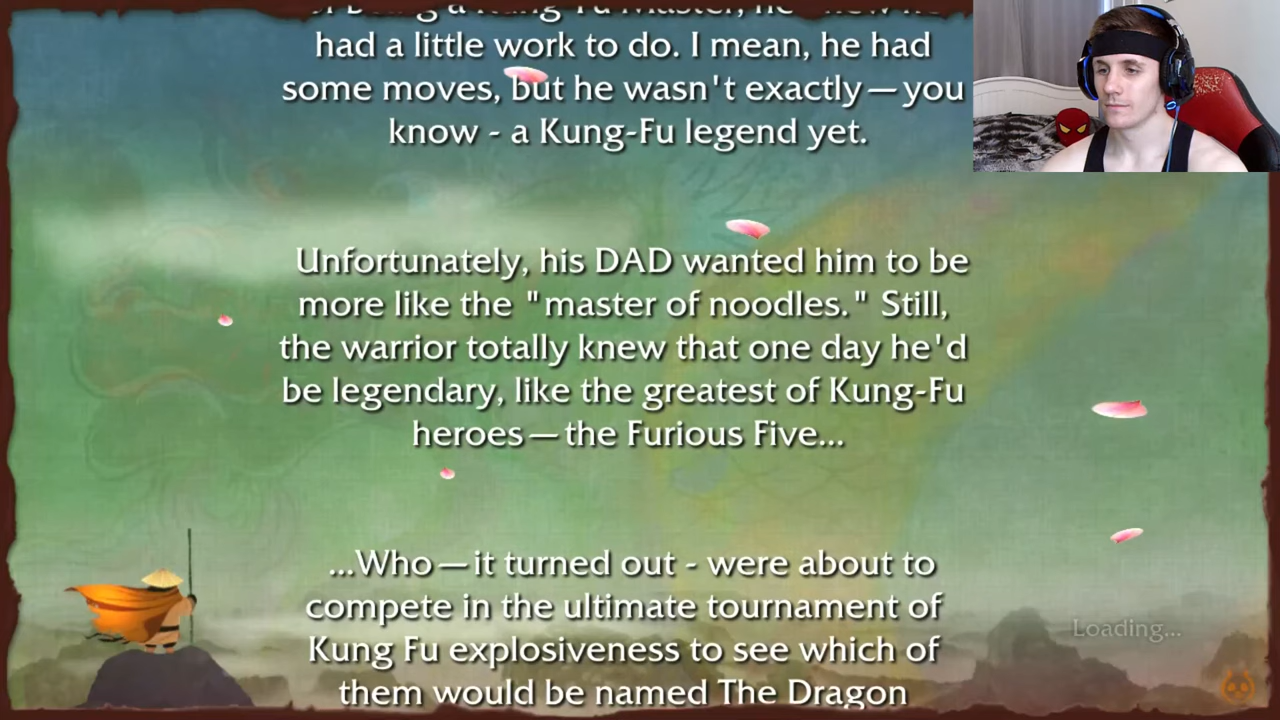 had a little work to do. I mean, he had
some moves, but he wasn't exactly—you
know - a Kung-Fu legend yet.
Unfortunately, his DAD wanted him to be
more like the "master of noodles." Still,
the warrior totally knew that one day he'd
be legendary, like the greatest of Kung-Fu
heroes—the Furious Five...
...Who—it turned out - were about to
compete in the ultimate tournament of
Kung Fu explosiveness to see which of
them would be named The Dragon
Loading...